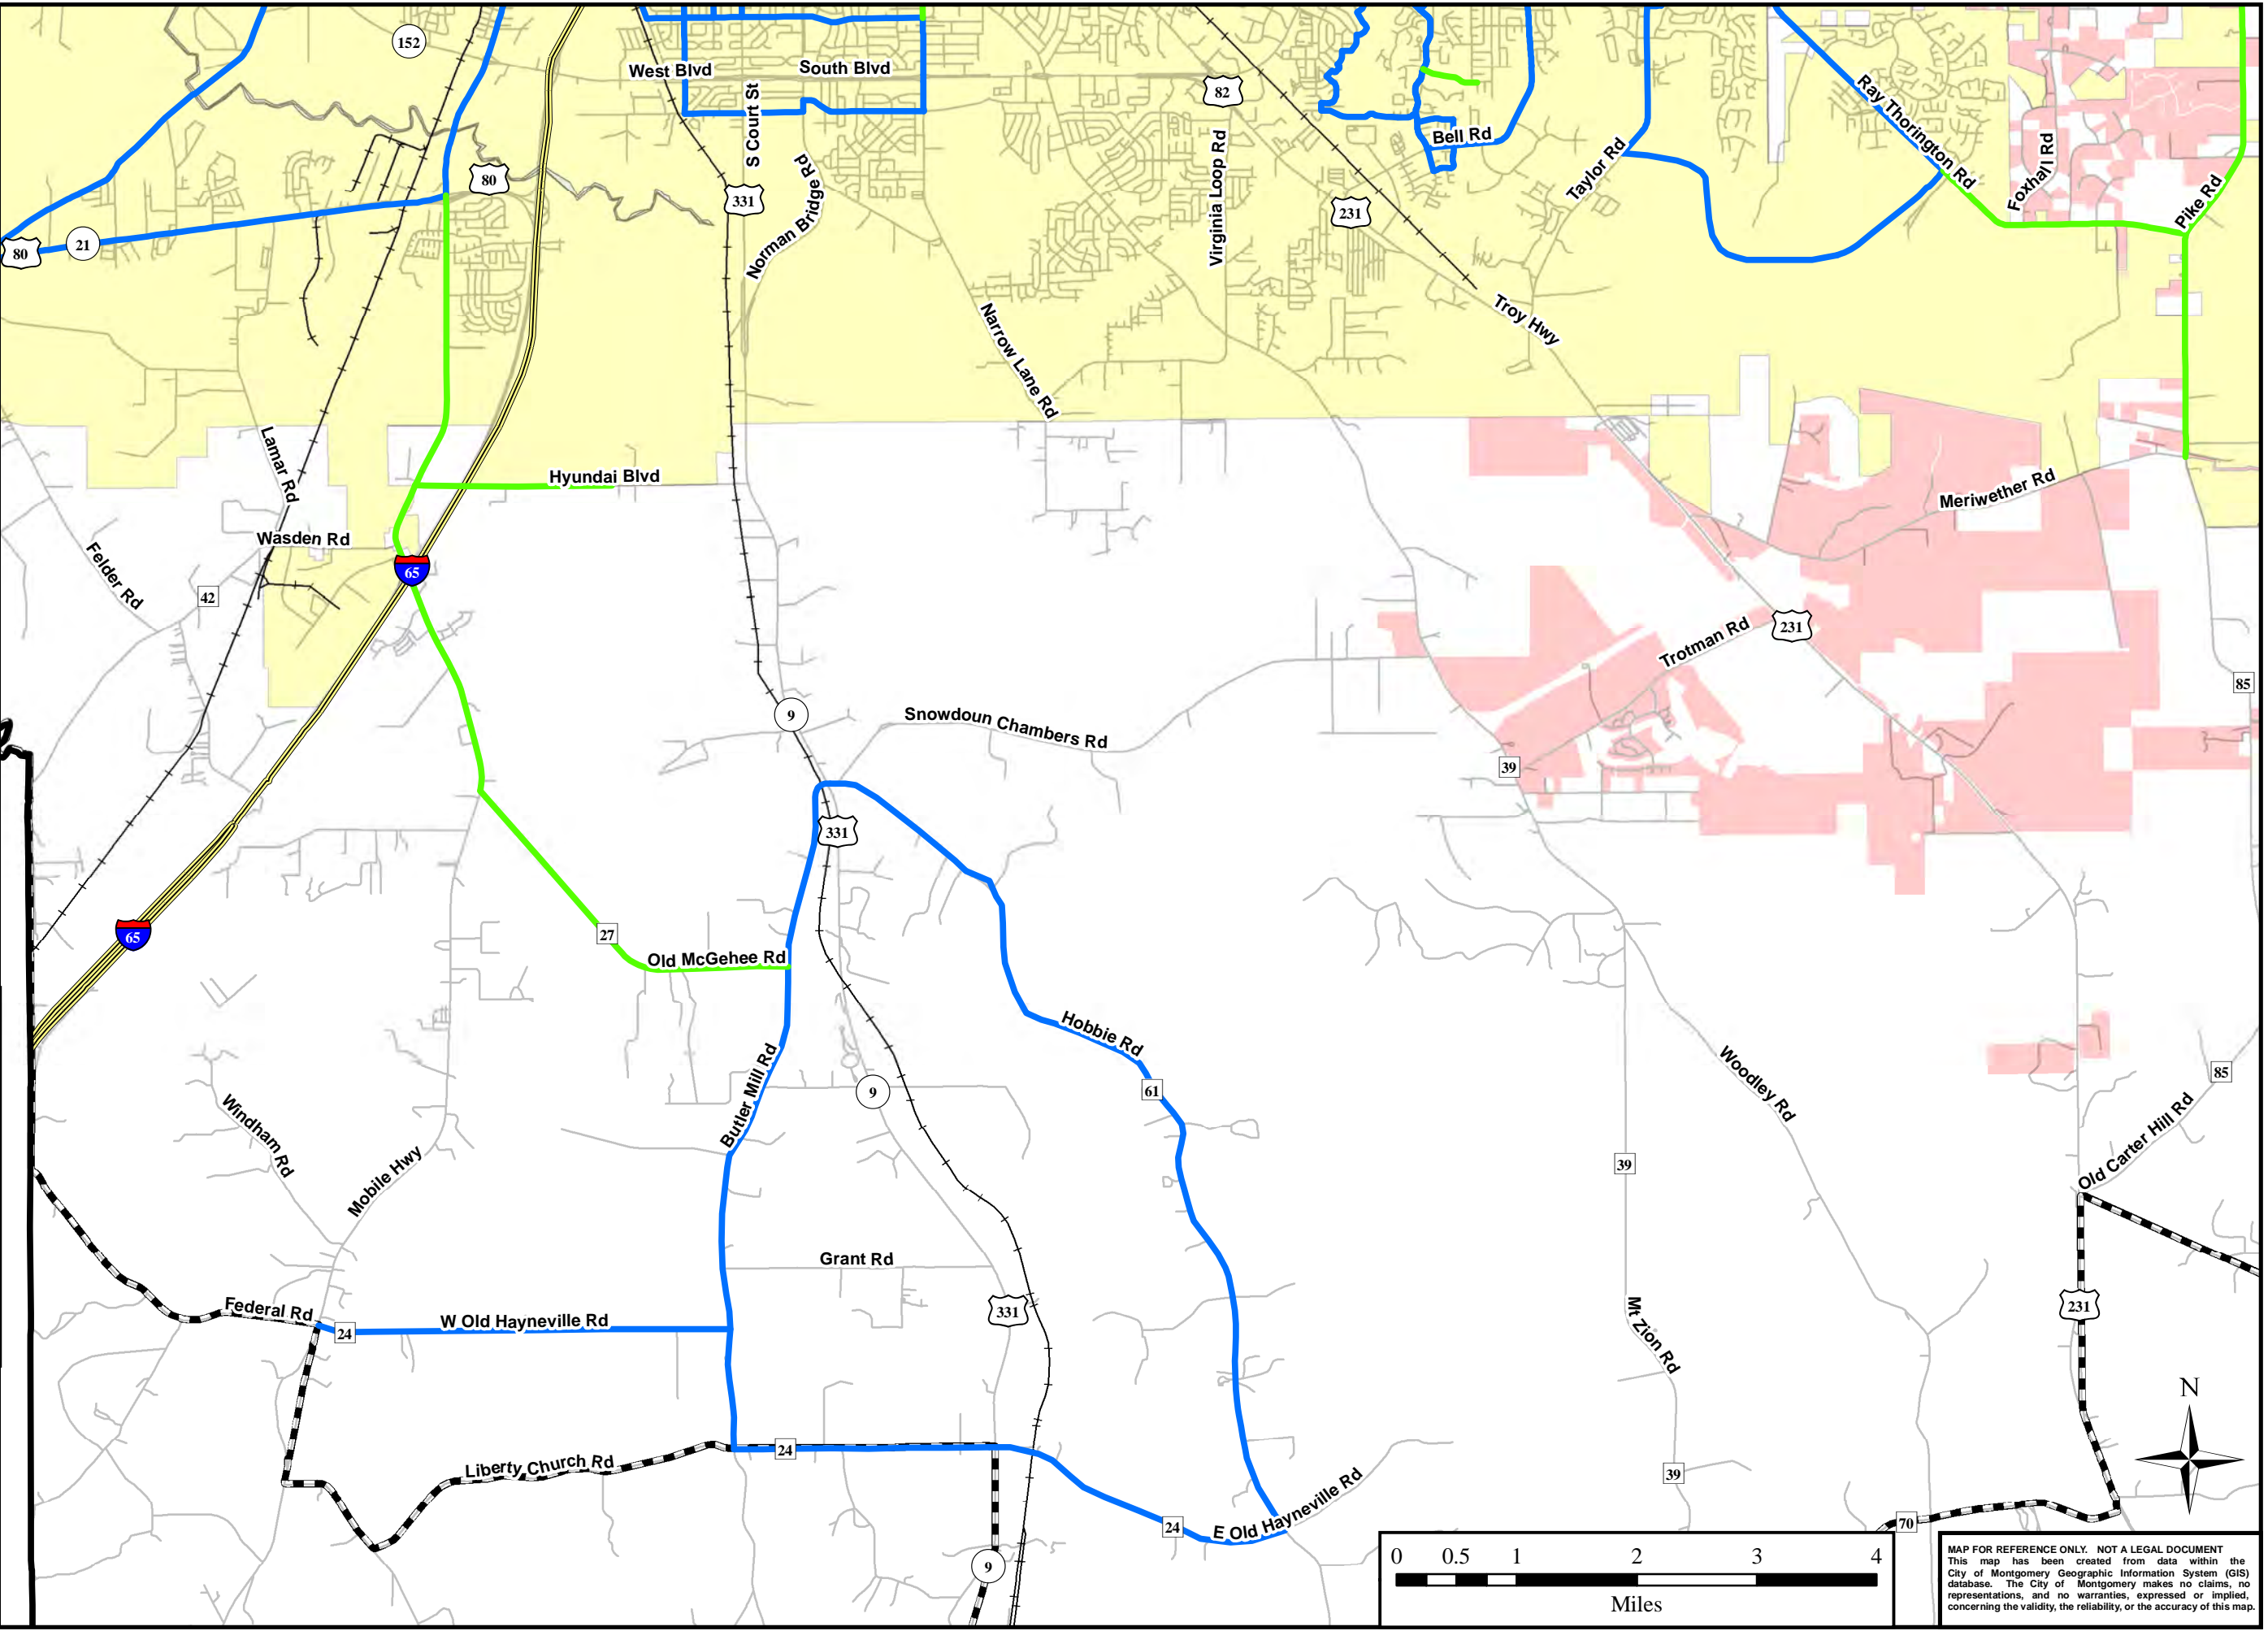 152
West Blvd
South Blvd
82
S Court St
Ray Thorington Rd
Bell Rd
Foxhall Rd
Taylor Rd
80
331
Norman Bridge Rd
Virginia Loop Rd
231
Pike Rd
80
21
Narrow Lane Rd
Troy Hwy
Lamar Rd
Hyundai Blvd
Meriwether Rd
Wasden Rd
65
Felder Rd
42
231
Trotman Rd
85
9
Snowdoun Chambers Rd
39
331
65
27
Old McGehee Rd
Hobbie Rd
Butler Mill Rd
9
61
Woodley Rd
85
Windham Rd
Mobile Hwy
39
Old Carter Hill Rd
Grant Rd
Federal Rd
24
W Old Hayneville Rd
331
Mt Zion Rd
231
N
24
Liberty Church Rd
39
24
E Old Hayneville Rd
70
9
0 0.5 1 2 3 4
Miles
MAP FOR REFERENCE ONLY. NOT A LEGAL DOCUMENT
This map has been created from data within the
City of Montgomery Geographic Information System (GIS)
database. The City of Montgomery makes no claims, no
representations, and no warranties, expressed or implied,
concerning the validity, the reliability, or the accuracy of this map.